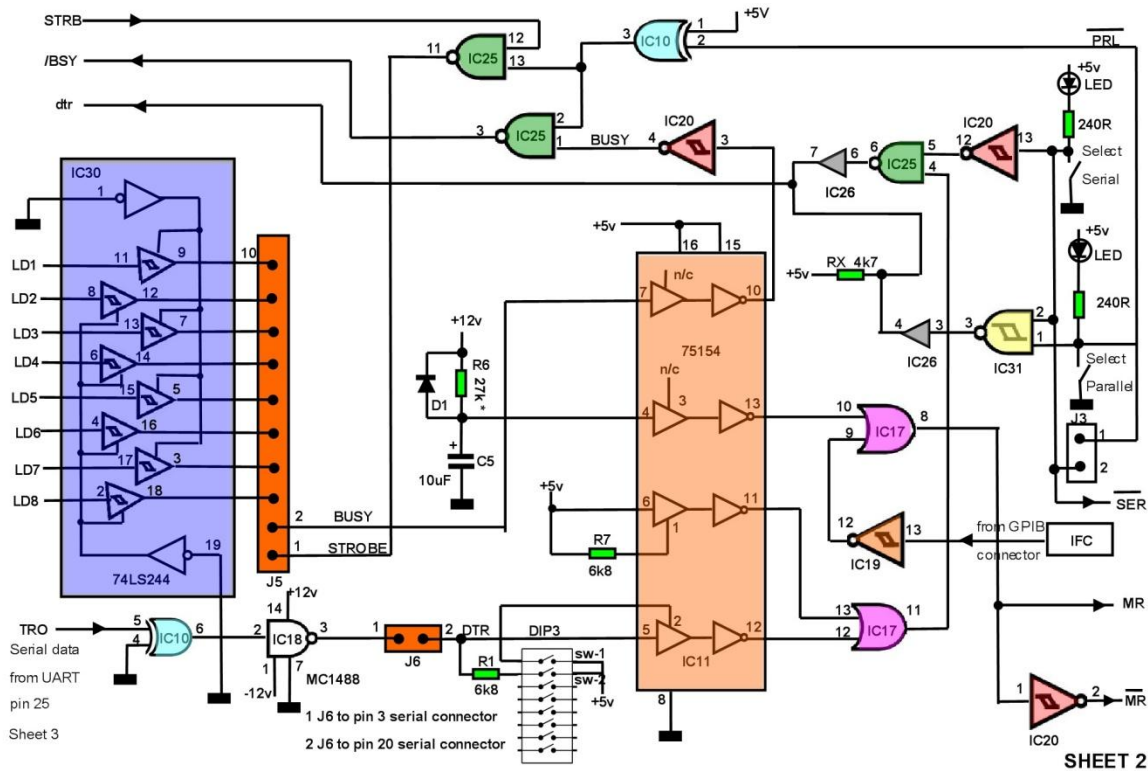 STRB
/BSY
dtr
11
IC25
12
13
3
IC10
1
2
+5V
PRL
3
IC25
2
1
BUSY
IC20
4
3
7
6
IC26
6
IC25
5
4
IC20
12
13
+5v
LED
240R
Select
Serial
IC30
1
LD1
11
9
10
LD2
8
12
LD3
13
7
LD4
6
14
LD5
15
5
LD6
4
16
LD7
17
3
LD8
2
18
19
74LS244
2
BUSY
1
STROBE
J5
+12v
R6
27k *
D1
+
C5
10uF
+5v
R7
6k8
+5v
16
15
n/c
7
10
75154
n/c
4
3
13
6
1
11
2
5
12
IC11
8
+5v
RX 4k7
4
3
IC26
3
IC31
2
1
+5v
LED
240R
Select
Parallel
J3
1
2
SER
10
9
IC17
8
12
13
IC19
from GPIB
connector
IFC
13
12
IC17
11
MR
1
2
MR
IC20
TRO
Serial data
from UART
pin 25
Sheet 3
5
4
IC10
6
+12v
14
2
IC18
3
1
7
-12v
MC1488
1
2
J6
DTR
DIP3
R1
6k8
sw-1
sw-2
+5v
1 J6 to pin 3 serial connector
2 J6 to pin 20 serial connector
SHEET 2